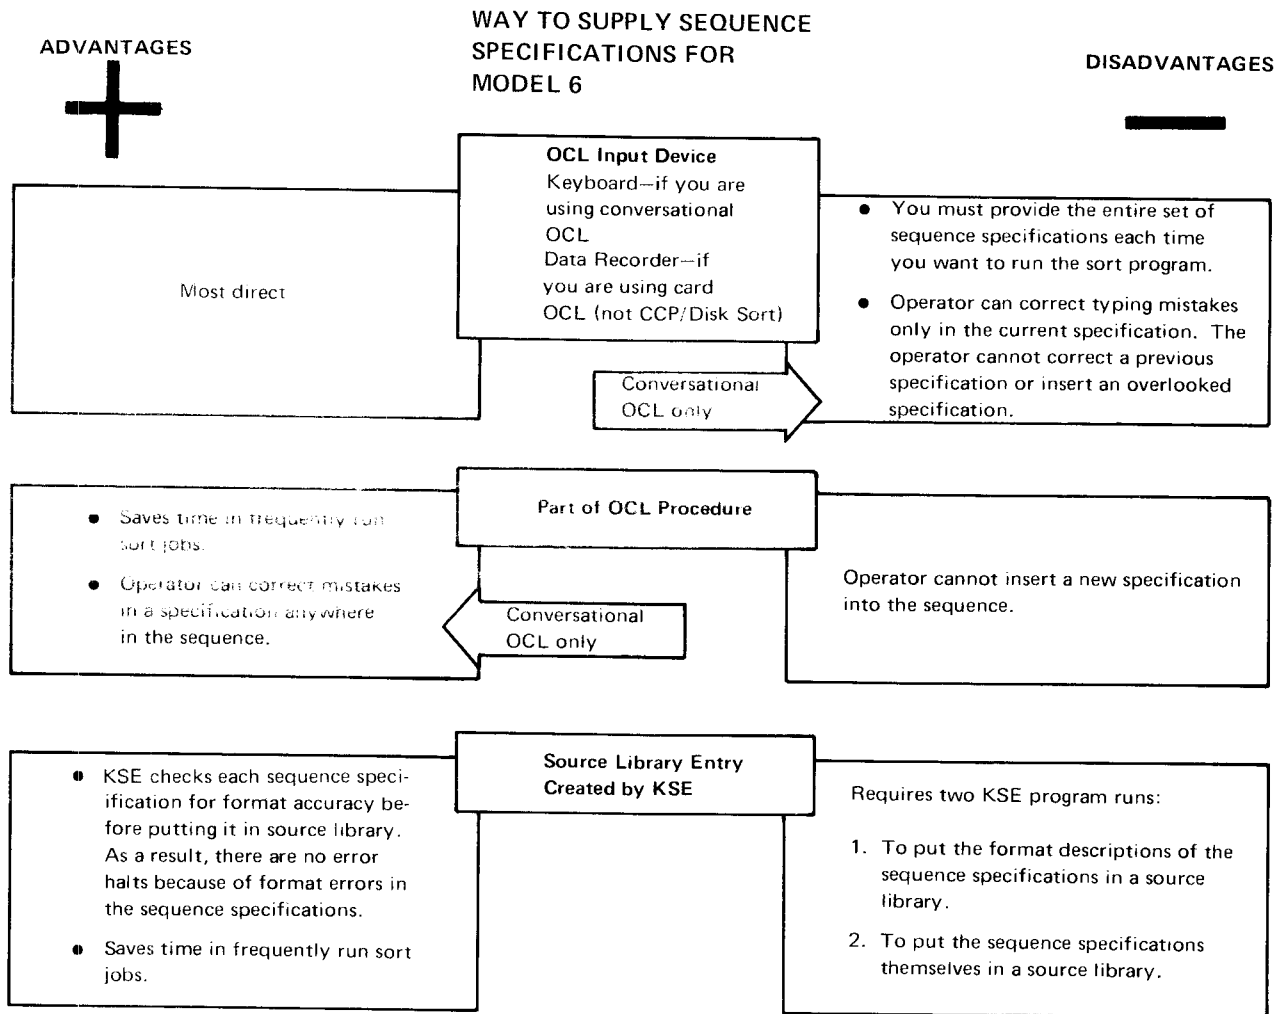 WAY TO SUPPLY SEQUENCE
SPECIFICATIONS FOR
MODEL 6
ADVANTAGES
DISADVANTAGES
OCL Input Device
Keyboard—if you are
using conversational
OCL
Data Recorder—if
you are using card
OCL (not CCP/Disk Sort)
Most direct
Conversational
OCL only
● You must provide the entire set of
sequence specifications each time
you want to run the sort program.
● Operator can correct typing mistakes
only in the current specification. The
operator cannot correct a previous
specification or insert an overlooked
specification.
Part of OCL Procedure
● Saves time in frequently run
sort jobs.
● Operator can correct mistakes
in a specification anywhere
in the sequence.
Conversational
OCL only
Operator cannot insert a new specification
into the sequence.
Source Library Entry
Created by KSE
● KSE checks each sequence speci-
ification for format accuracy be-
fore putting it in source library.
As a result, there are no error
halts because of format errors in
the sequence specifications.
● Saves time in frequently run sort
jobs.
Requires two KSE program runs:
1. To put the format descriptions of the
sequence specifications in a source
library.
2. To put the sequence specifications
themselves in a source library.